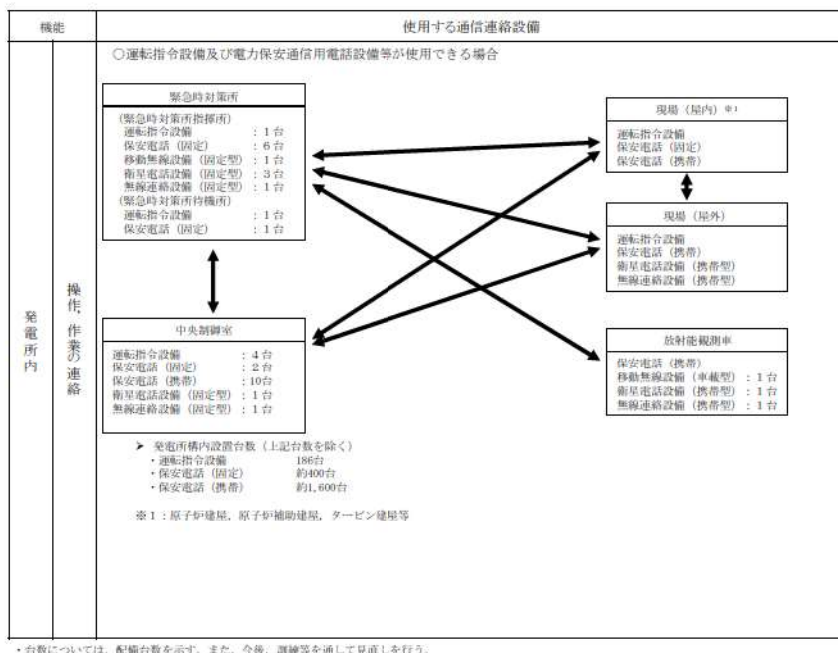 機能
使用する通信連絡設備
発電所内
操作,作業の連絡
○運転指令設備及び電力保安通信用電話設備等が使用できる場合
緊急時対策所
(緊急時対策所指揮所)
運転指令設備 :1台
保安電話(固定) :6台
移動無線設備(固定型):1台
衛星電話設備(固定型):3台
無線連絡設備(固定型):1台
(緊急時対策所待機所)
運転指令設備 :1台
保安電話(固定) :1台
中央制御室
運転指令設備 :4台
保安電話(固定) :2台
保安電話(携帯) :10台
衛星電話設備(固定型):1台
無線連絡設備(固定型):1台
現場(屋内)※1
運転指令設備
保安電話(固定)
保安電話(携帯)
現場(屋外)
運転指令設備
保安電話(携帯)
衛星電話設備(携帯型)
無線連絡設備(携帯型)
放射能観測車
保安電話(携帯)
移動無線設備(車載型):1台
衛星電話設備(携帯型):1台
無線連絡設備(携帯型):1台
➤ 発電所構内設置台数(上記台数を除く)
・運転指令設備 186台
・保安電話(固定) 約400台
・保安電話(携帯) 約1,600台
※1:原子炉建屋,原子炉補助建屋,タービン建屋等
・台数については,配備台数を示す。また,今後,訓練等を通して見直しを行う。